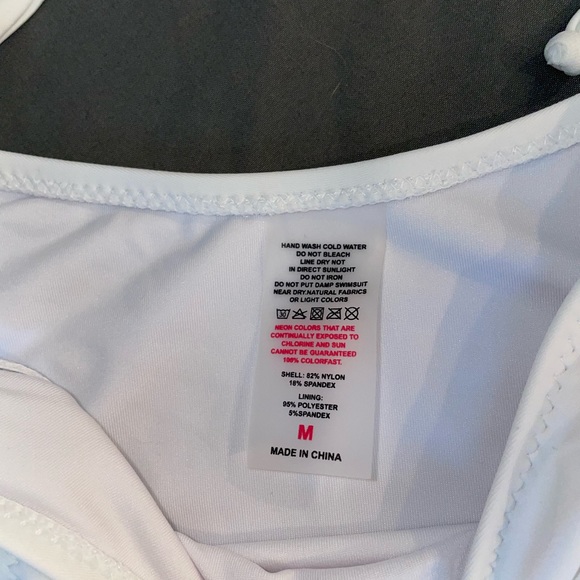 HAND WASH COLD WATER
DO NOT BLEACH
LINE DRY NOT
IN DIRECT SUNLIGHT
DO NOT IRON
DO NOT PUT DAMP SWIMSUIT
NEAR DRY.NATURAL FABRICS
OR LIGHT COLORS
NEON COLORS THAT ARE
CONTINUALLY EXPOSED TO
CHLORINE AND SUN
CANNOT BE GUARANTEED
100% COLORFAST.
SHELL: 82% NYLON
18% SPANDEX
LINING:
95% POLYESTER
5%SPANDEX
M
MADE IN CHINA